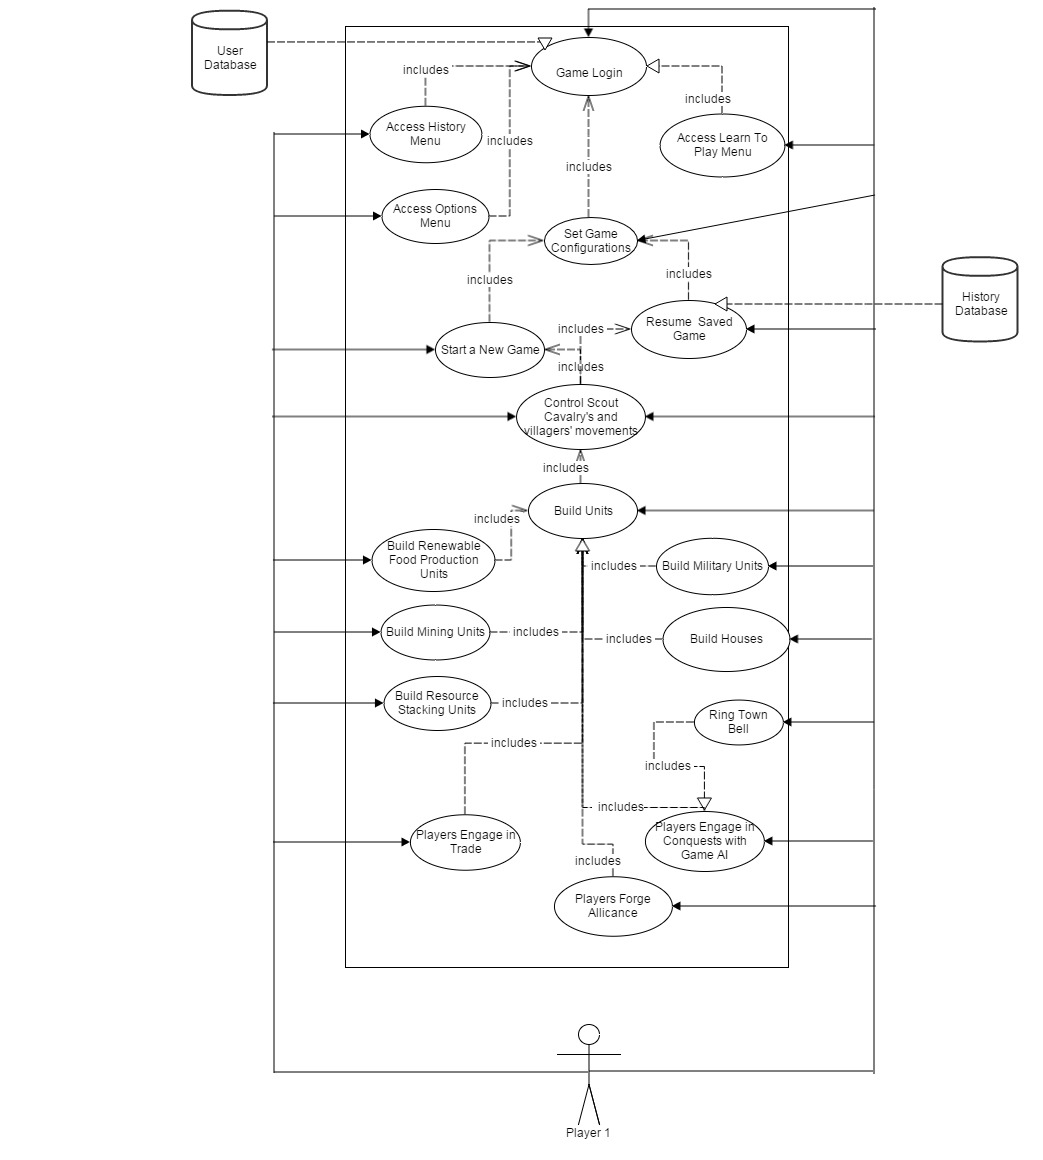 User
Database
includes
Game Login
includes
Access History
Menu
includes
Access Learn To
Play Menu
includes
Access Options
Menu
Set Game
Configurations
includes
includes
History
Database
includes
Resume  Saved
Game
Start a New Game
includes
Control Scout
Cavalry's and
villagers' movements
includes
Build Units
includes
Build Renewable
Food Production
Units
includes
Build Military Units
Build Mining Units
includes
includes
Build Houses
Build Resource
Stacking Units
includes
Ring Town
Bell
includes
includes
includes
Players Engage in
Trade
Players Engage in
Conquests with
Game AI
includes
Players Forge
Allicance
Player 1